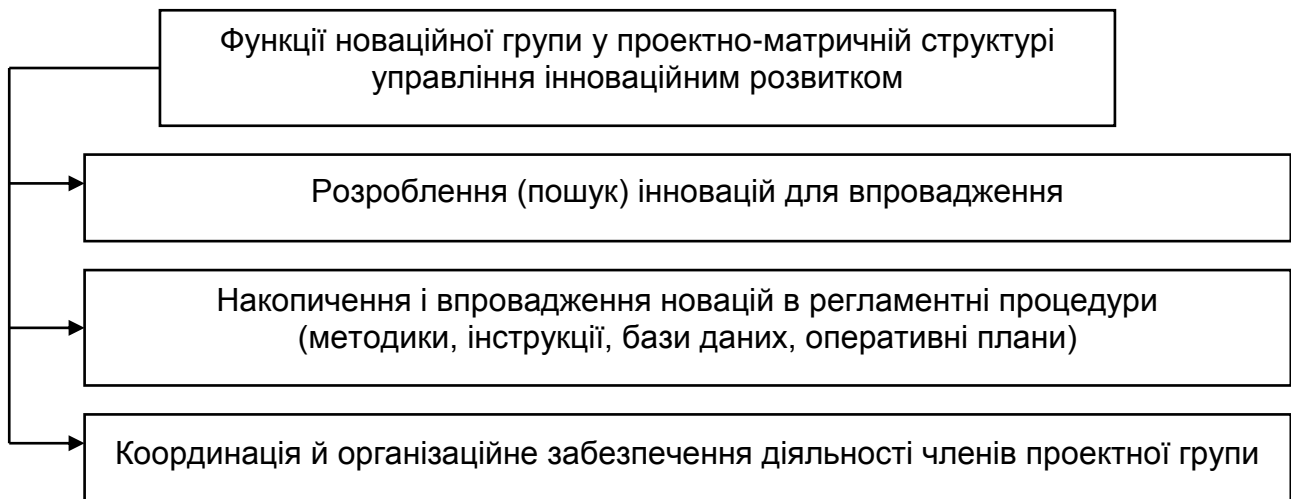 Функції новаційної групи у проектно-матричній структурі
управління інноваційним розвитком
Розроблення (пошук) інновацій для впровадження
Накопичення і впровадження новацій в регламентні процедури
(методики, інструкції, бази даних, оперативні плани)
Координація й організаційне забезпечення діяльності членів проектної групи